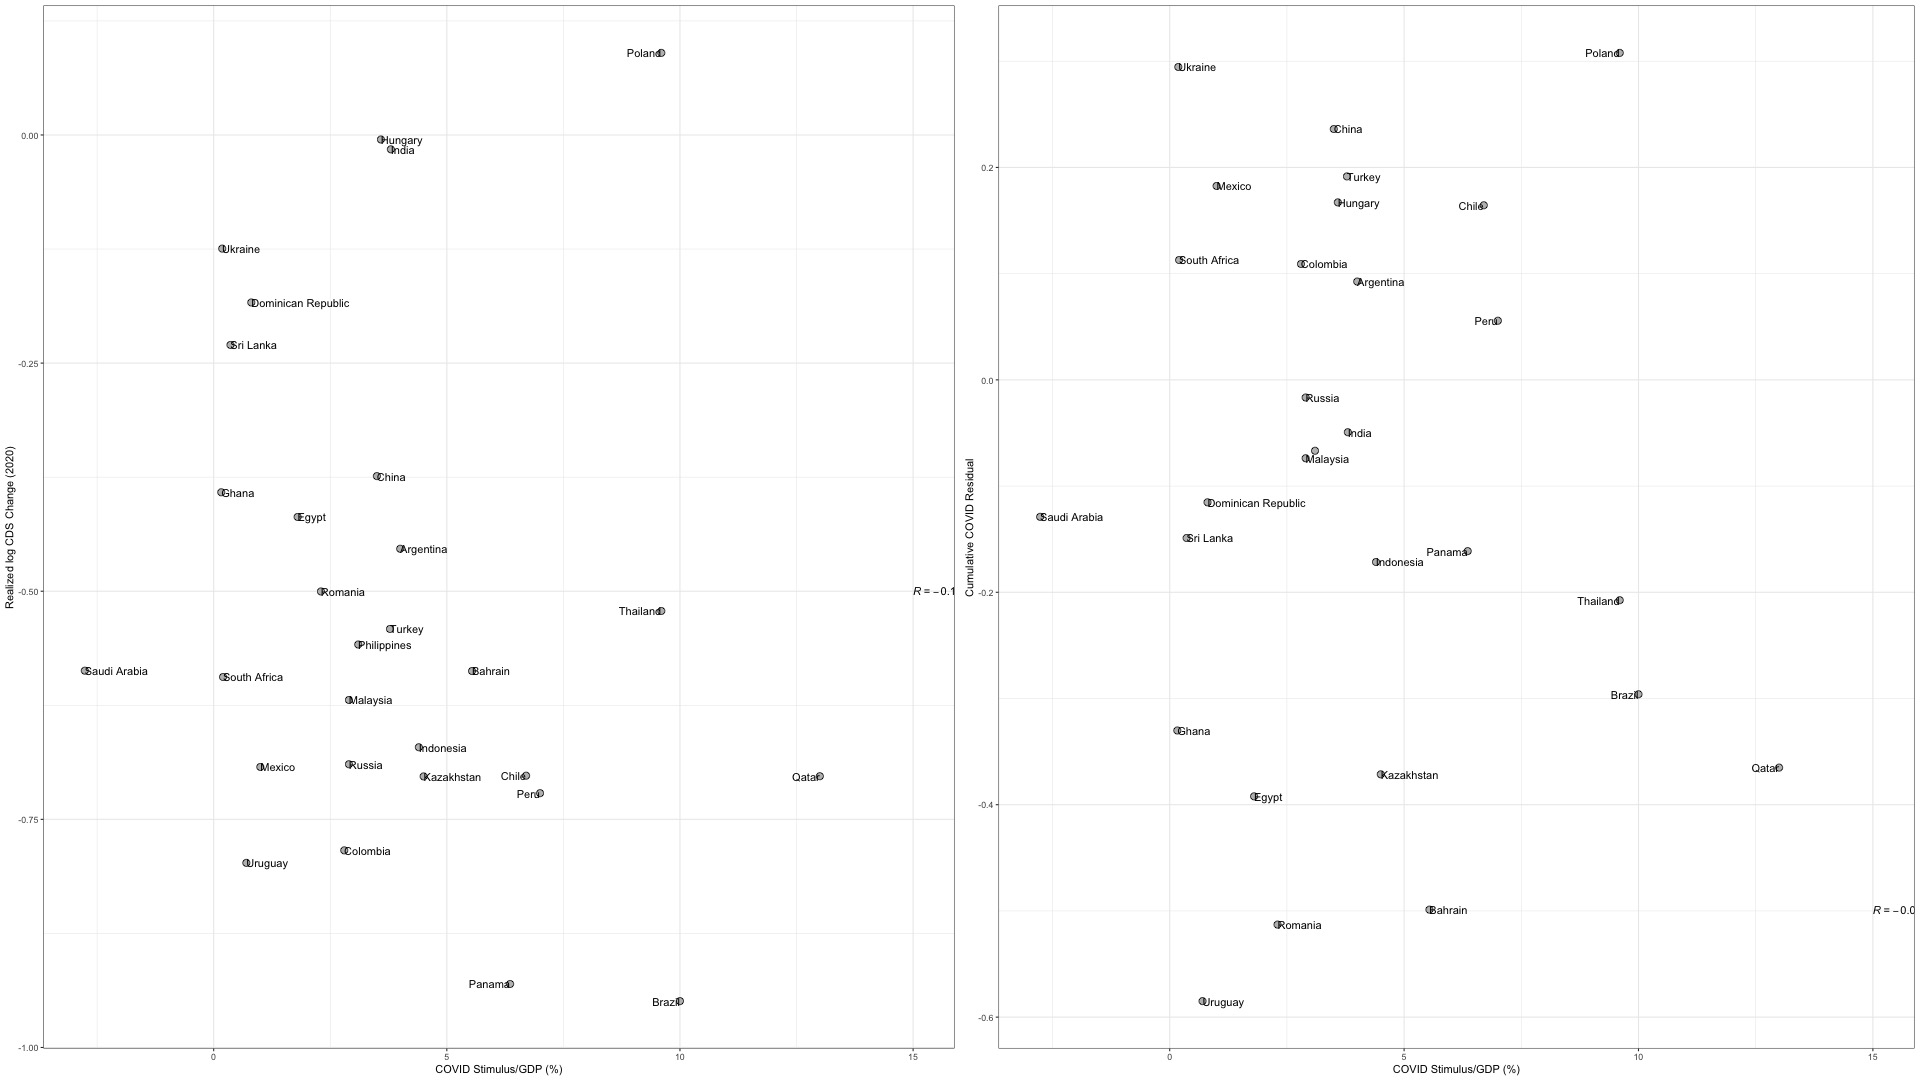 Poland
0.00
Hungary
India
Ukraine
Dominican Republic
-0.25
Sri Lanka
China
Ghana
Egypt
Argentina
-0.50
Romania
R = −0.1
Thailand
Turkey
Philippines
Saudi Arabia
South Africa
Bahrain
Malaysia
Indonesia
Mexico
Russia
Kazakhstan
Chile
Qatar
Peru
-0.75
Colombia
Uruguay
Panama
Brazil
-1.00
0
5
10
15
COVID Stimulus/GDP (%)
Realized log CDS Change (2020)
Poland
Ukraine
China
0.2
Turkey
Mexico
Hungary
Chile
South Africa
Colombia
Argentina
Peru
0.0
Russia
India
Malaysia
Dominican Republic
Saudi Arabia
Sri Lanka
Panama
Indonesia
-0.2
Thailand
Brazil
Ghana
Qatar
Kazakhstan
Egypt
-0.4
Bahrain
R = −0.0
Romania
Uruguay
-0.6
0
5
10
15
COVID Stimulus/GDP (%)
Cumulative COVID Residual